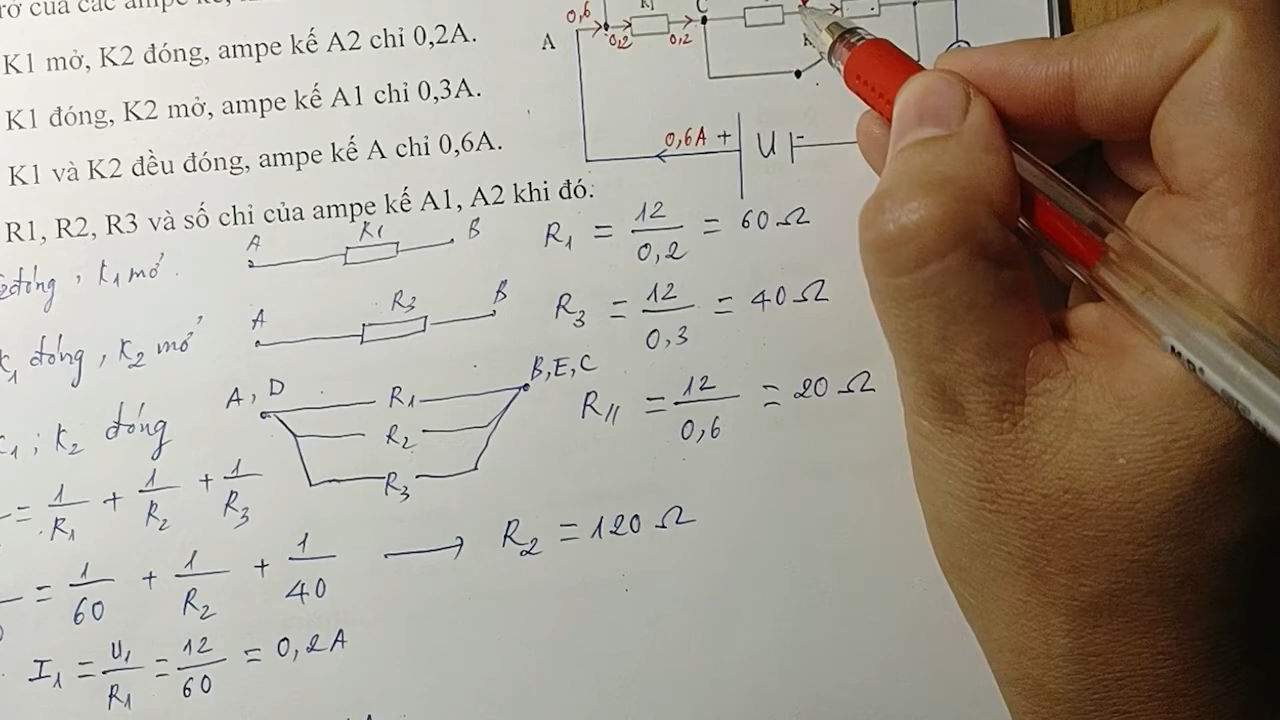 trở của các ampe kế,
K1 mở, K2 đóng, ampe kế A2 chỉ 0,2A.
K1 đóng, K2 mở, ampe kế A1 chỉ 0,3A.
K1 và K2 đều đóng, ampe kế A chỉ 0,6A.
R1, R2, R3 và số chỉ của ampe kế A1, A2 khi đó.
0,6
R1
C
A
0,2
0,2
0,6A + U -
đóng, K1 mở.
A R1 B
R1 = 12/0,2 = 60 Ω
K1 đóng, K2 mở
A R3 B
R3 = 12/0,3 = 40 Ω
K1; K2 đóng
A, D R1 B, E, C
R2
R3
R// = 12/0,6 = 20 Ω
= 1/R1 + 1/R2 + 1/R3
= 1/60 + 1/R2 + 1/40 → R2 = 120 Ω
I1 = U1/R1 = 12/60 = 0,2A